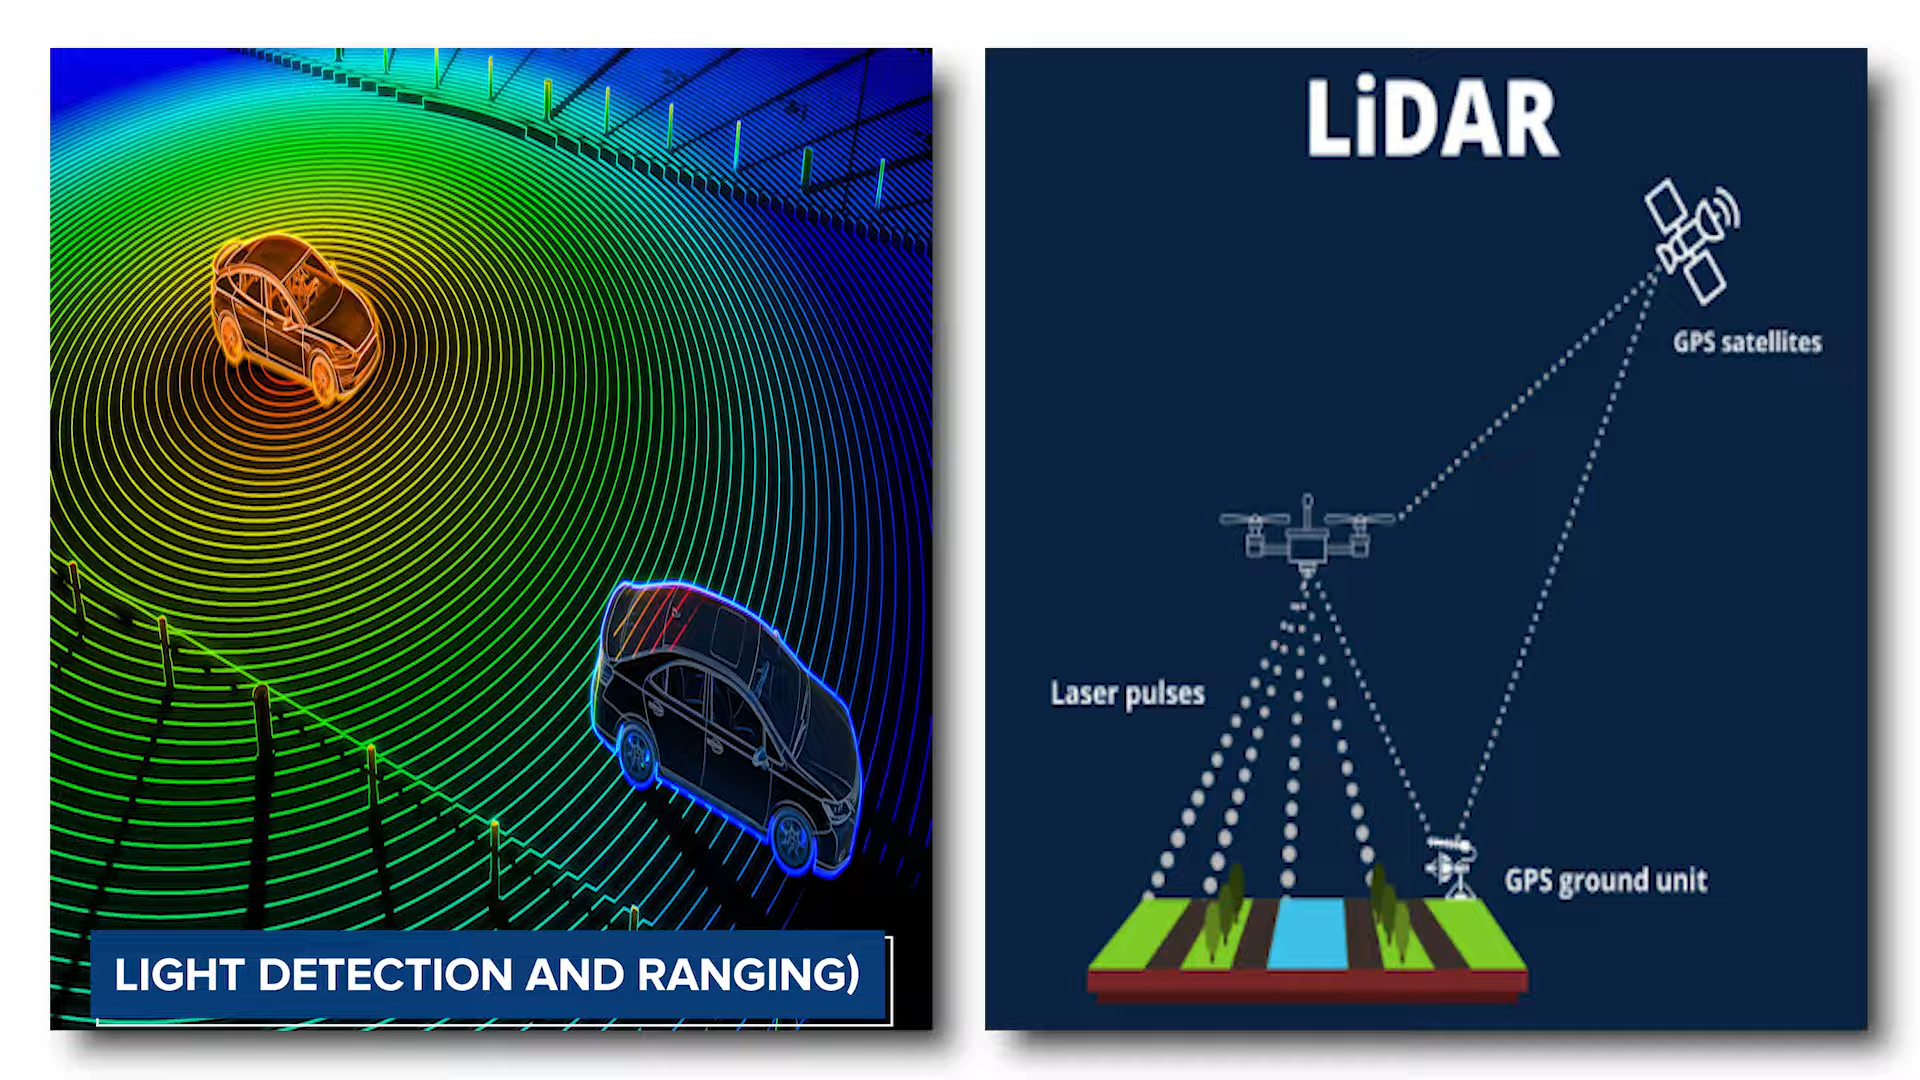 LIGHT DETECTION AND RANGING)
LiDAR
GPS satellites
Laser pulses
GPS ground unit